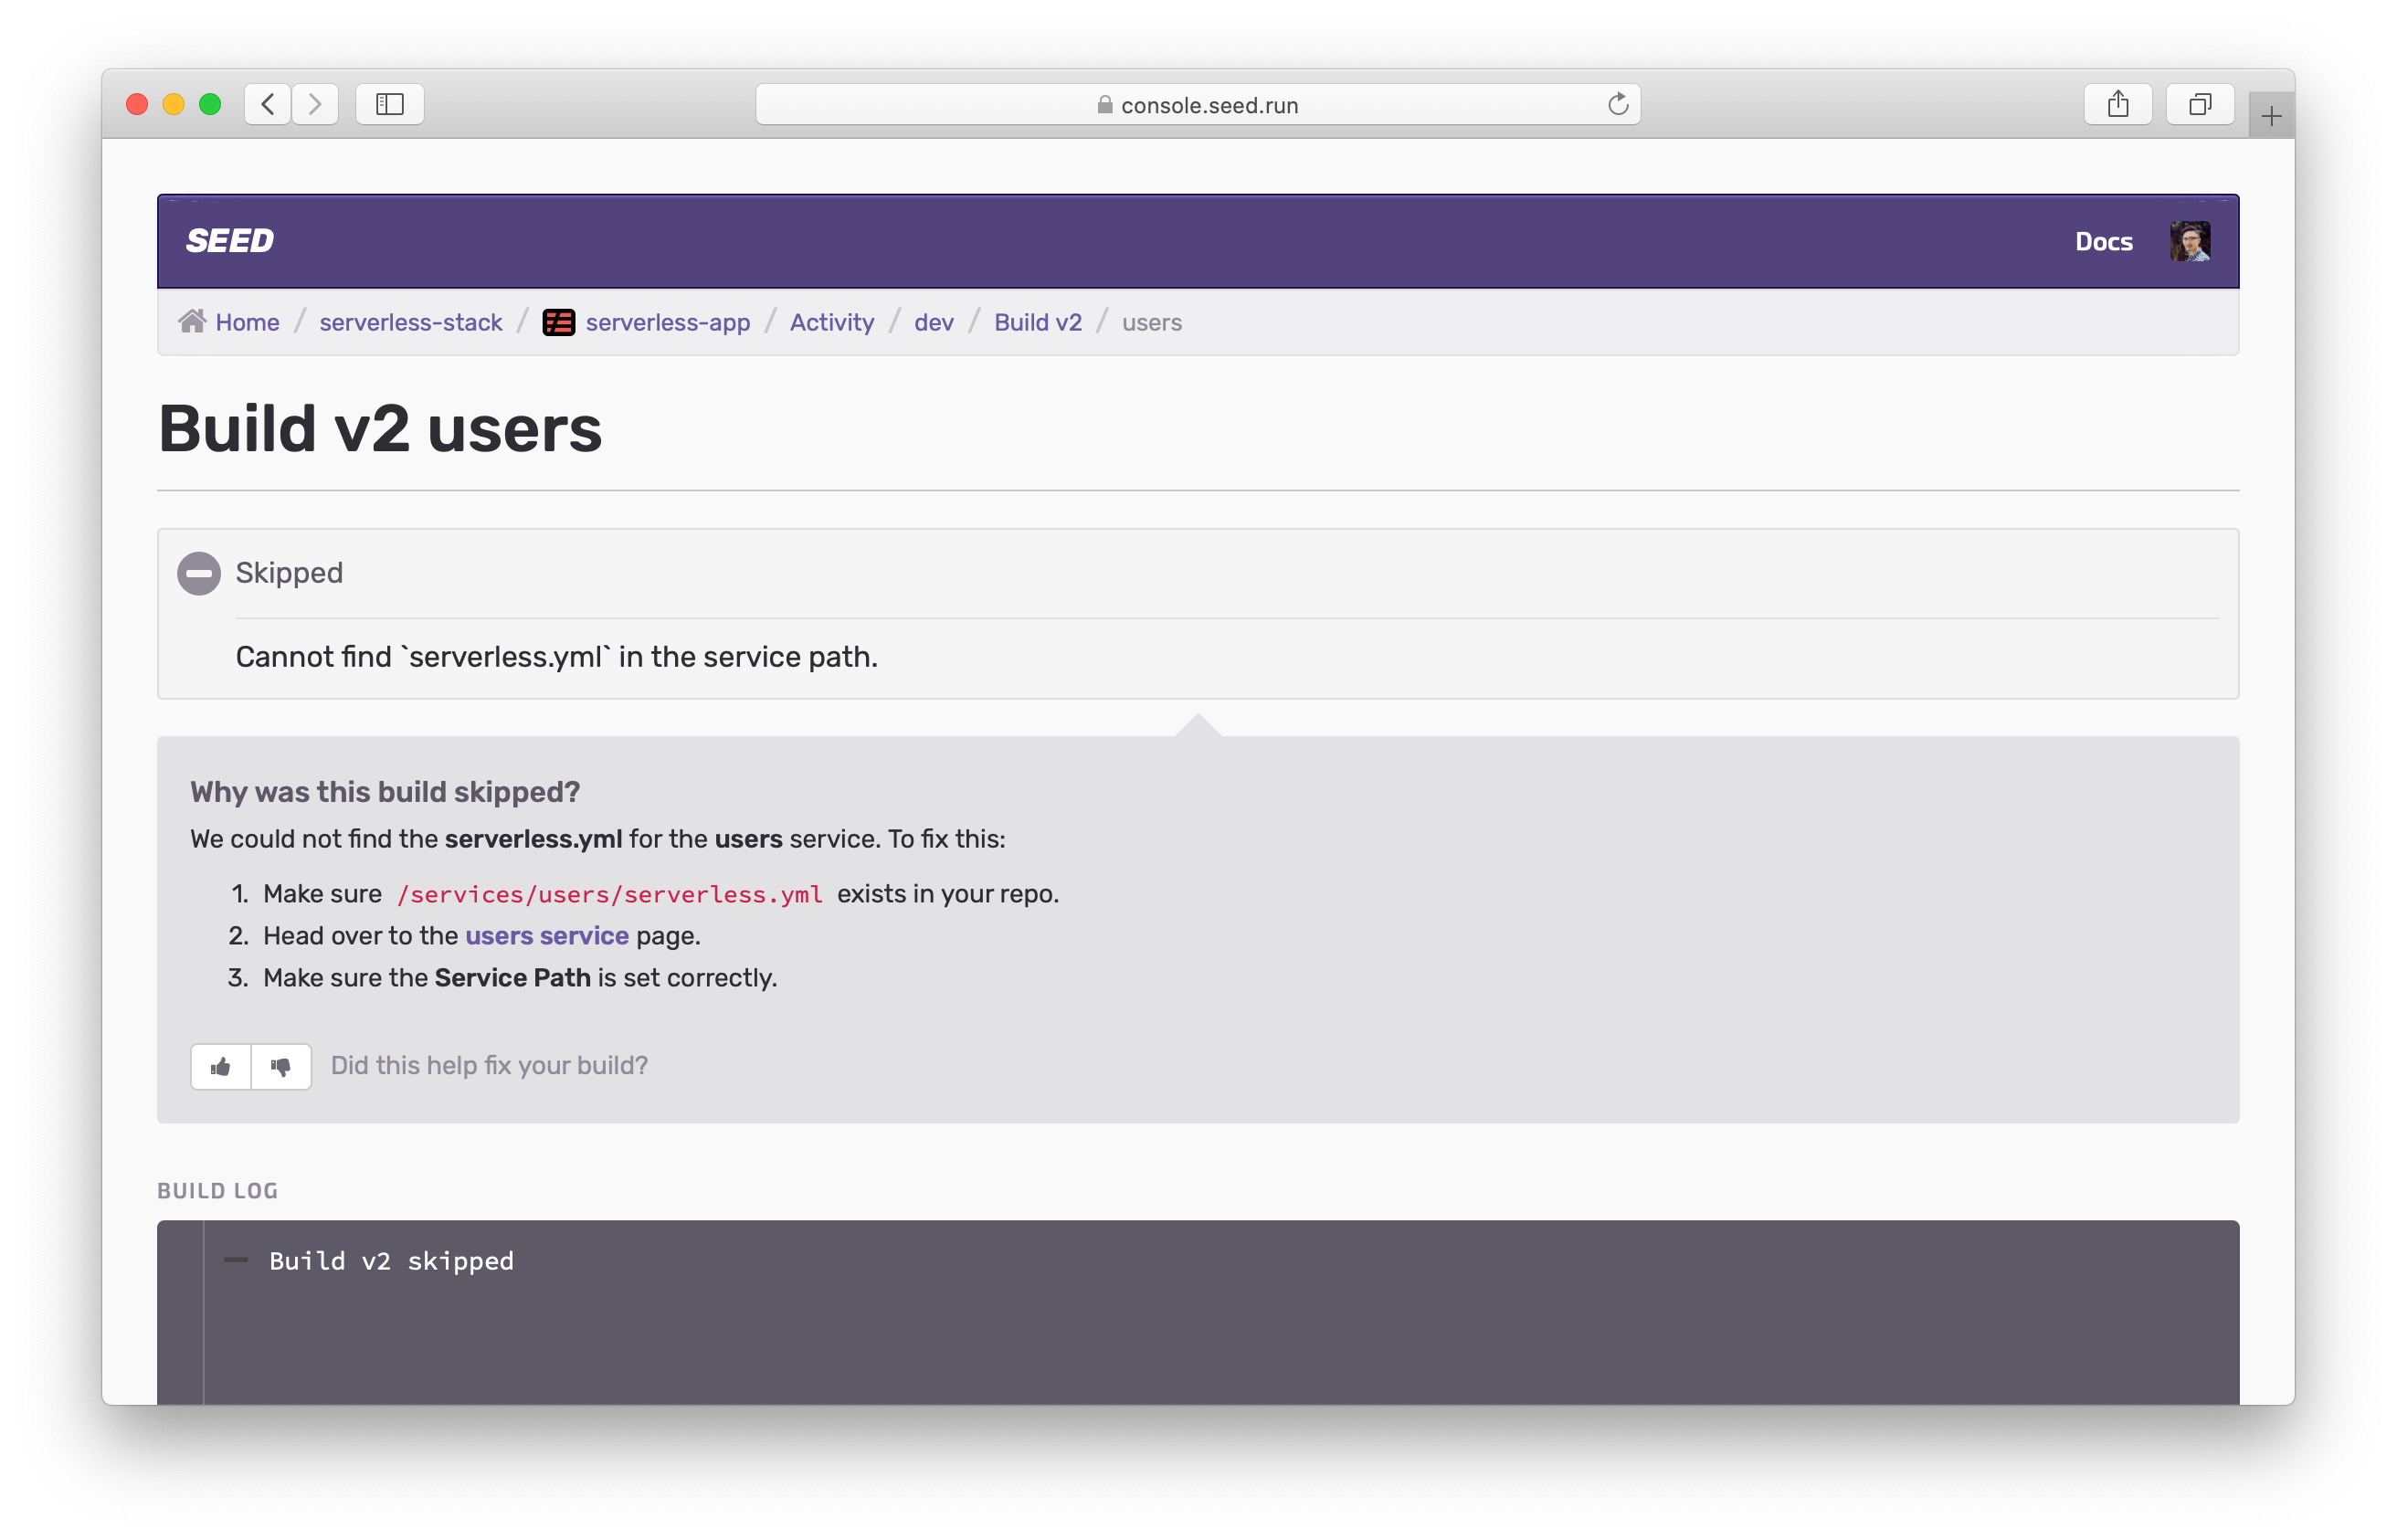 console.seed.run
SEED
Docs
Home / serverless-stack / serverless-app / Activity / dev / Build v2 / users
Build v2 users
Skipped
Cannot find `serverless.yml` in the service path.
Why was this build skipped?
We could not find the serverless.yml for the users service. To fix this:
1. Make sure /services/users/serverless.yml exists in your repo.
2. Head over to the users service page.
3. Make sure the Service Path is set correctly.
Did this help fix your build?
BUILD LOG
Build v2 skipped